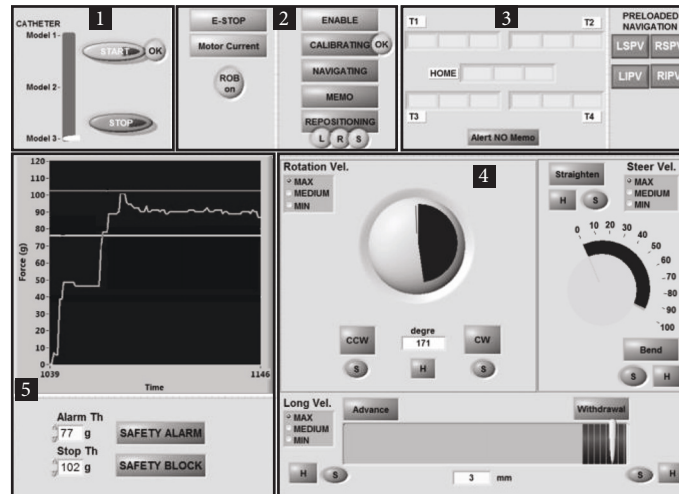 1
CATHETER
Model 1
Model 2
Model 3
START
OK
STOP
2
E-STOP
Motor Current
ROB
on
ENABLE
CALIBRATING
OK
NAVIGATING
MEMO
REPOSITIONING
L R S
3
T1
T2
HOME
T3
T4
Alert NO Memo
PRELOADED
NAVIGATION
LSPV
RSPV
LIPV
RIPV
120
110
100
90
80
70
60
50
40
30
20
10
0
Force (g)
1039
1146
Time
5
Alarm Th
77 g
SAFETY ALARM
Stop Th
102 g
SAFETY BLOCK
4
Rotation Vel.
MAX
MEDIUM
MIN
degre
171
CCW
CW
S
H
S
Straighten
H
S
Steer Vel.
MAX
MEDIUM
MIN
0 10 20 30 40 50 60 70 80 90 100
Bend
S
H
Long Vel.
MAX
MEDIUM
MIN
Advance
Withdrawal
H
S
3 mm
S
H